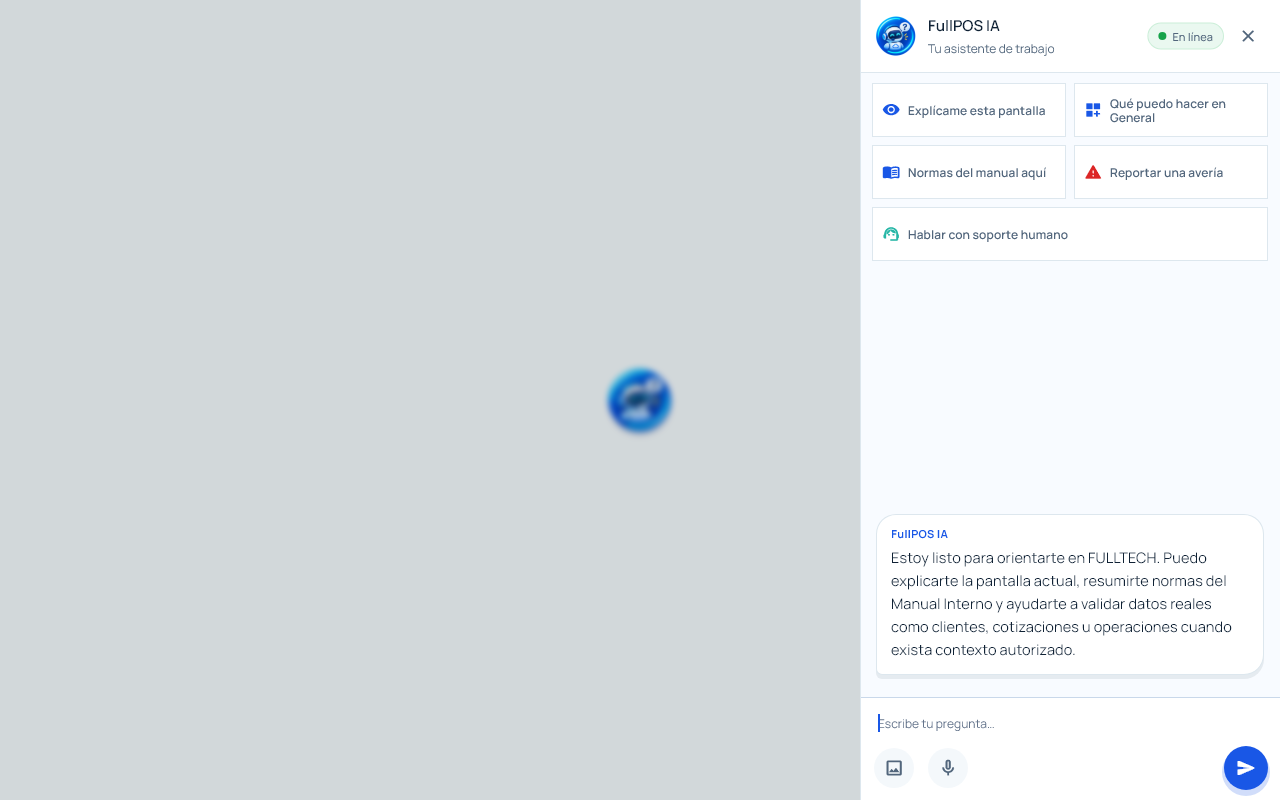 FullPOS IA
Tu asistente de trabajo
En línea
Explícame esta pantalla
Qué puedo hacer en
General
Normas del manual aquí
Reportar una avería
Hablar con soporte humano
FullPOS IA
Estoy listo para orientarte en FULLTECH. Puedo
explicarte la pantalla actual, resumirte normas del
Manual Interno y ayudarte a validar datos reales
como clientes, cotizaciones u operaciones cuando
exista contexto autorizado.
Escribe tu pregunta...